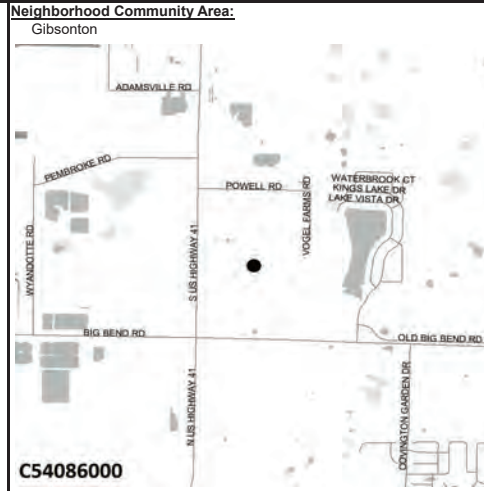 Neighborhood Community Area:
Gibsonton
ADAMSVILLE RD
PEMBROKE RD
POWELL RD
WATERBROOK CT
KINGS LAKE DR
LAKE VISTA DR
VOGEL FARMS RD
WYANDOTTE RD
S US HIGHWAY 41
BIG BEND RD
OLD BIG BEND RD
N US HIGHWAY 41
COVINGTON GARDEN DR
C54086000